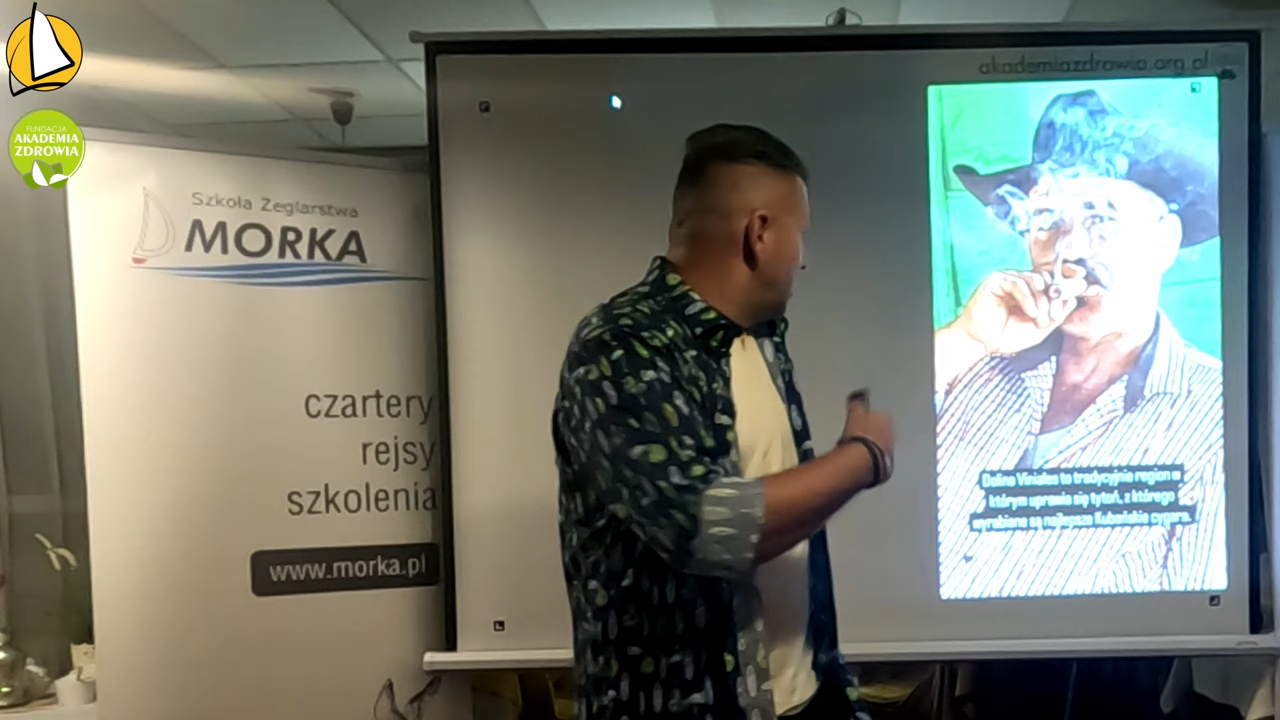 FUNDACJA
AKADEMIA
ZDROWIA
Szkoła Żeglarstwa
MORKA
czartery
rejsy
szkolenia
www.morka.pl
akademiazdrowia.org.pl
Dolina Viniales to tradycyjnie region w
którym uprawia się tytoń, z którego
wyrabiane są najlepsze Kubańskie cygara.